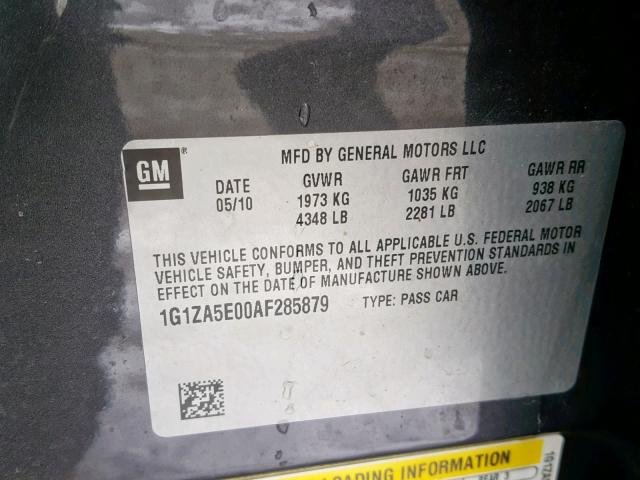 GM
MFD BY GENERAL MOTORS LLC
DATE GVWR GAWR FRT GAWR RR
05/10 1973 KG 1035 KG 938 KG
4348 LB 2281 LB 2067 LB
THIS VEHICLE CONFORMS TO ALL APPLICABLE U.S. FEDERAL MOTOR
VEHICLE SAFETY, BUMPER, AND THEFT PREVENTION STANDARDS IN
EFFECT ON THE DATE OF MANUFACTURE SHOWN ABOVE.
1G1ZA5E00AF285879 TYPE: PASS CAR
LOADING INFORMATION